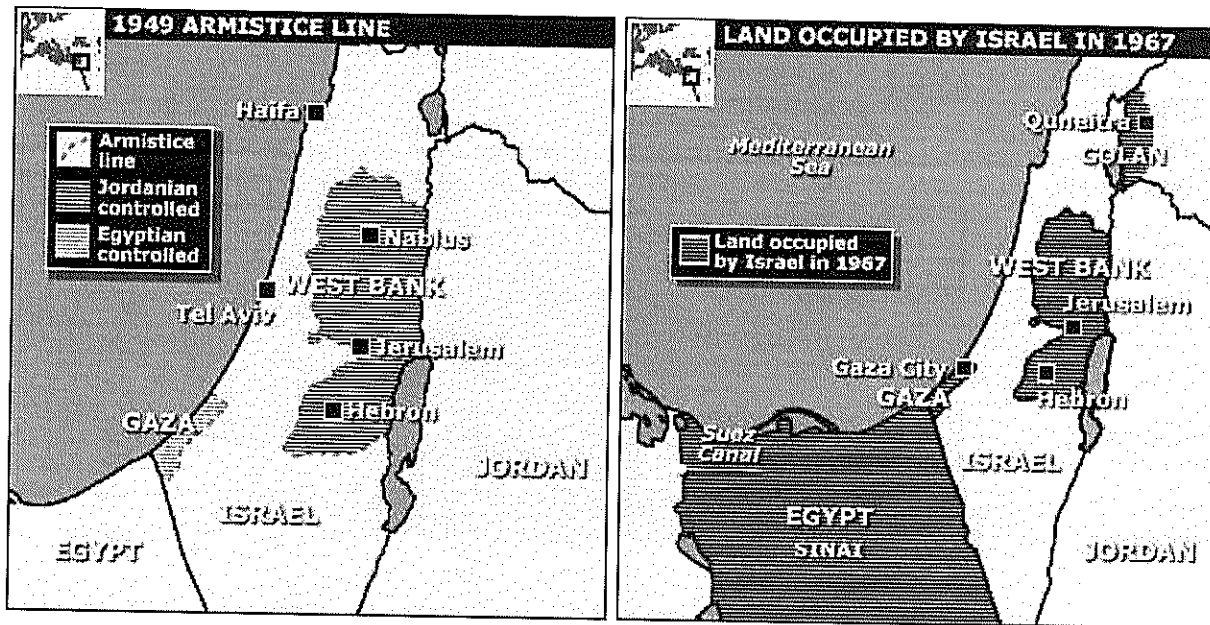 1949 ARMISTICE LINE
Haifa
Armistice
line
Jordanian
controlled
Egyptian
controlled
Nablus
WEST BANK
Tel Aviv
Jerusalem
Hebron
GAZA
JORDAN
ISRAEL
EGYPT
LAND OCCUPIED BY ISRAEL IN 1967
Quneitra
Mediterranean
Sea
GOLAN
Land occupied
by Israel in 1967
WEST BANK
Jerusalem
Gaza City
GAZA
Hebron
Suez
Canal
ISRAEL
EGYPT
SINAI
JORDAN